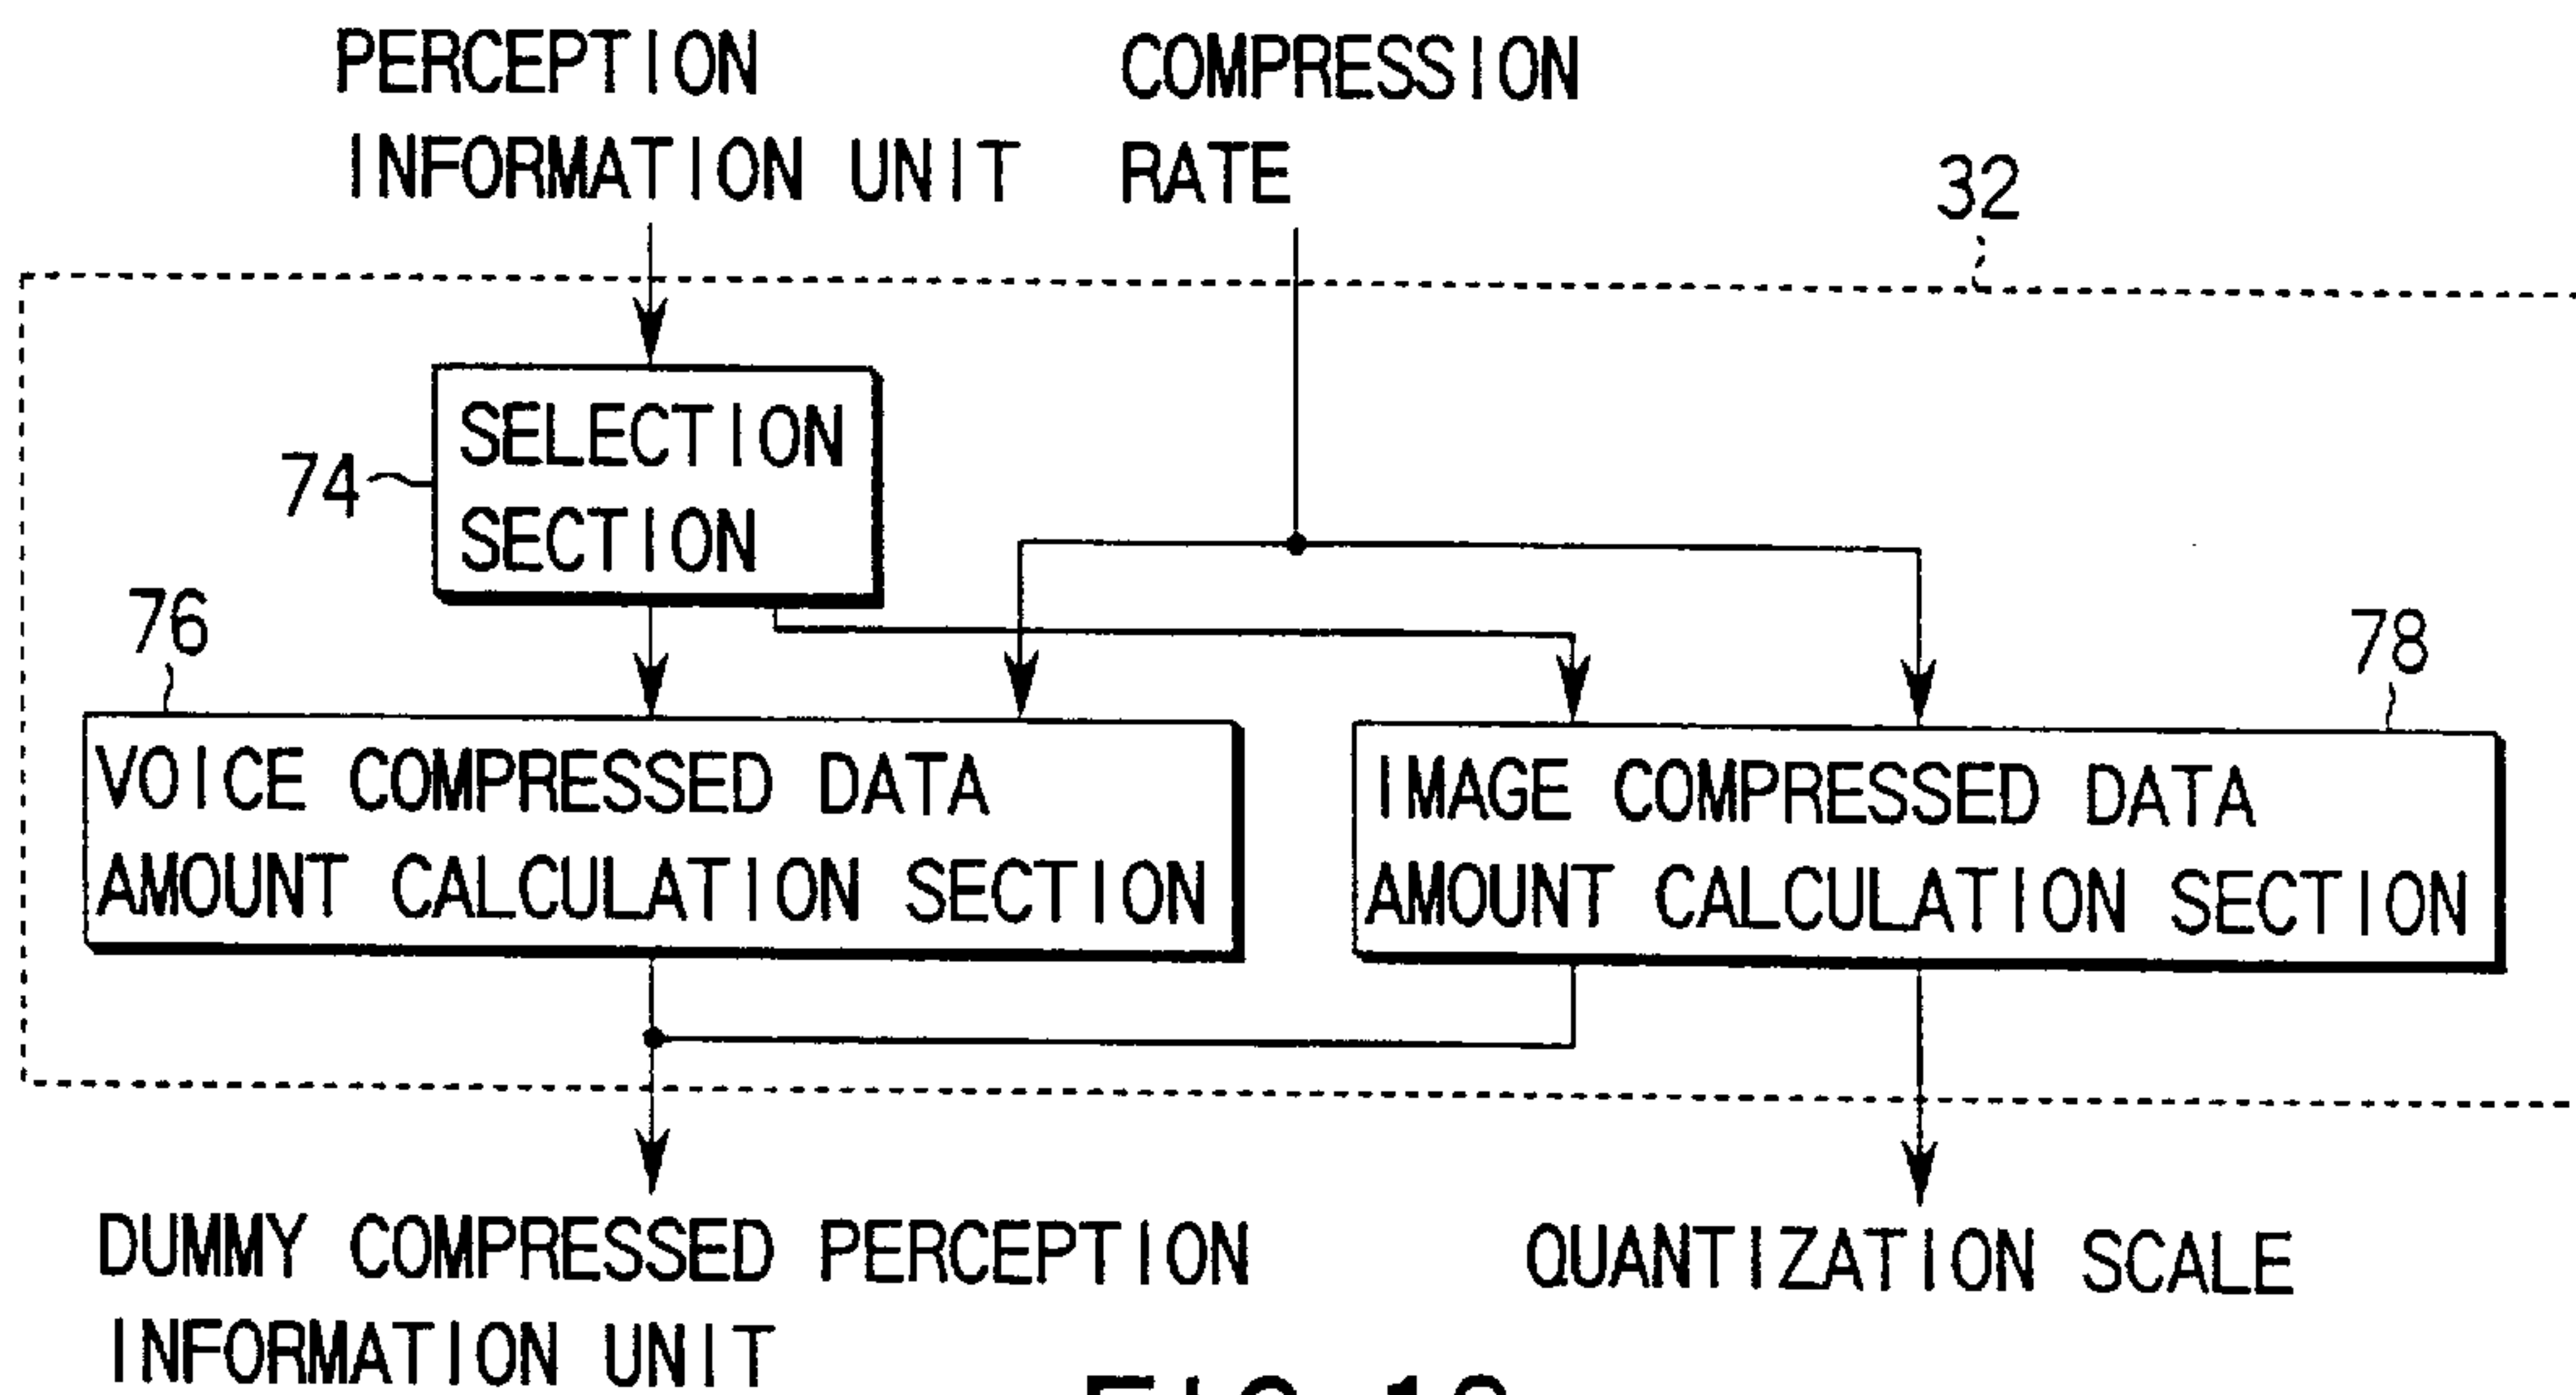 PERCEPTION
INFORMATION UNIT
COMPRESSION
RATE
32
SELECTION
SECTION
74
76
78
VOICE COMPRESSED DATA
AMOUNT CALCULATION SECTION
IMAGE COMPRESSED DATA
AMOUNT CALCULATION SECTION
DUMMY COMPRESSED PERCEPTION
INFORMATION UNIT
QUANTIZATION SCALE